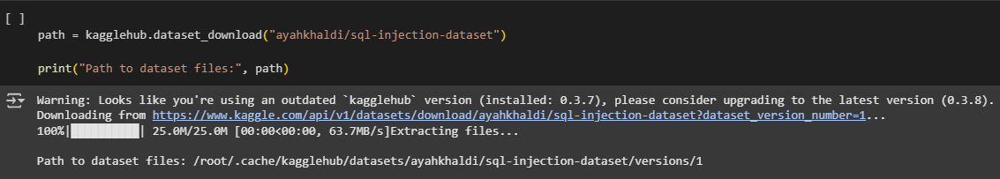 [ ]
path = kagglehub.dataset_download("ayahkhaldi/sql-injection-dataset")
print("Path to dataset files:", path)
Warning: Looks like you're using an outdated `kagglehub` version (installed: 0.3.7), please consider upgrading to the latest version (0.3.8).
Downloading from https://www.kaggle.com/api/v1/datasets/download/ayahkhaldi/sql-injection-dataset?dataset_version_number=1...
100%|██████████| 25.0M/25.0M [00:00<00:00, 63.7MB/s]Extracting files...
Path to dataset files: /root/.cache/kagglehub/datasets/ayahkhaldi/sql-injection-dataset/versions/1